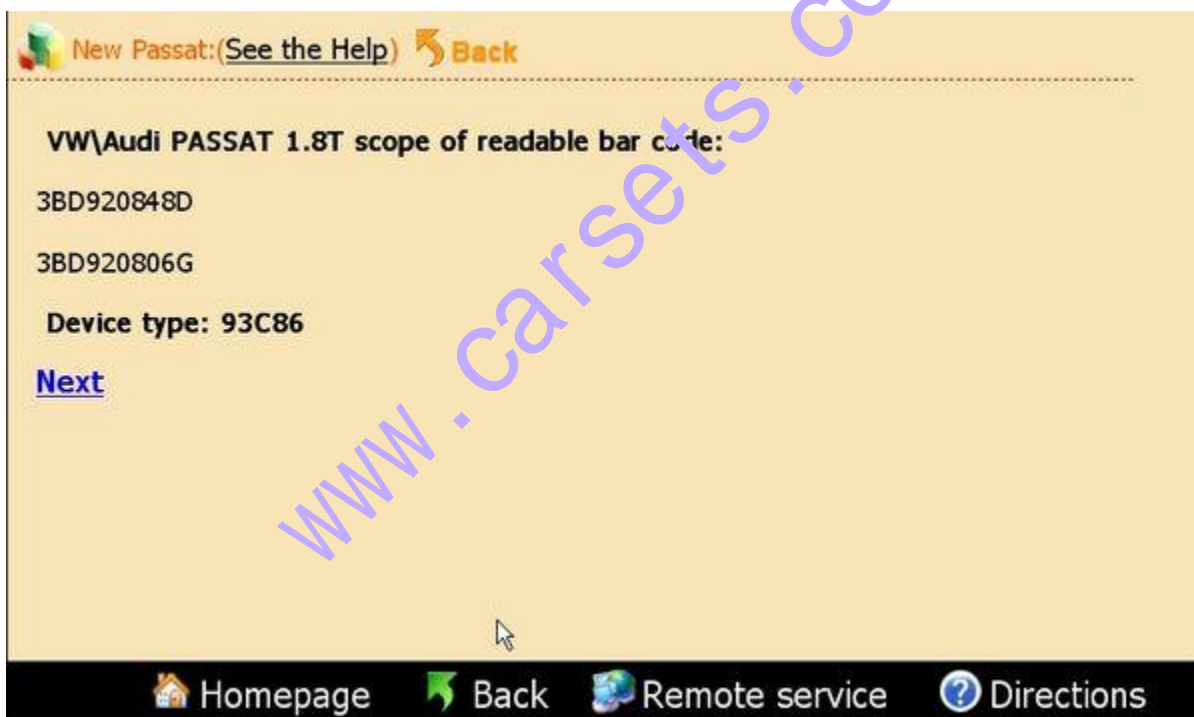 New Passat:(See the Help) Back
VW\Audi PASSAT 1.8T scope of readable bar code:
3BD920848D
3BD920806G
Device type: 93C86
Next
www.carsets.co
Homepage Back Remote service Directions